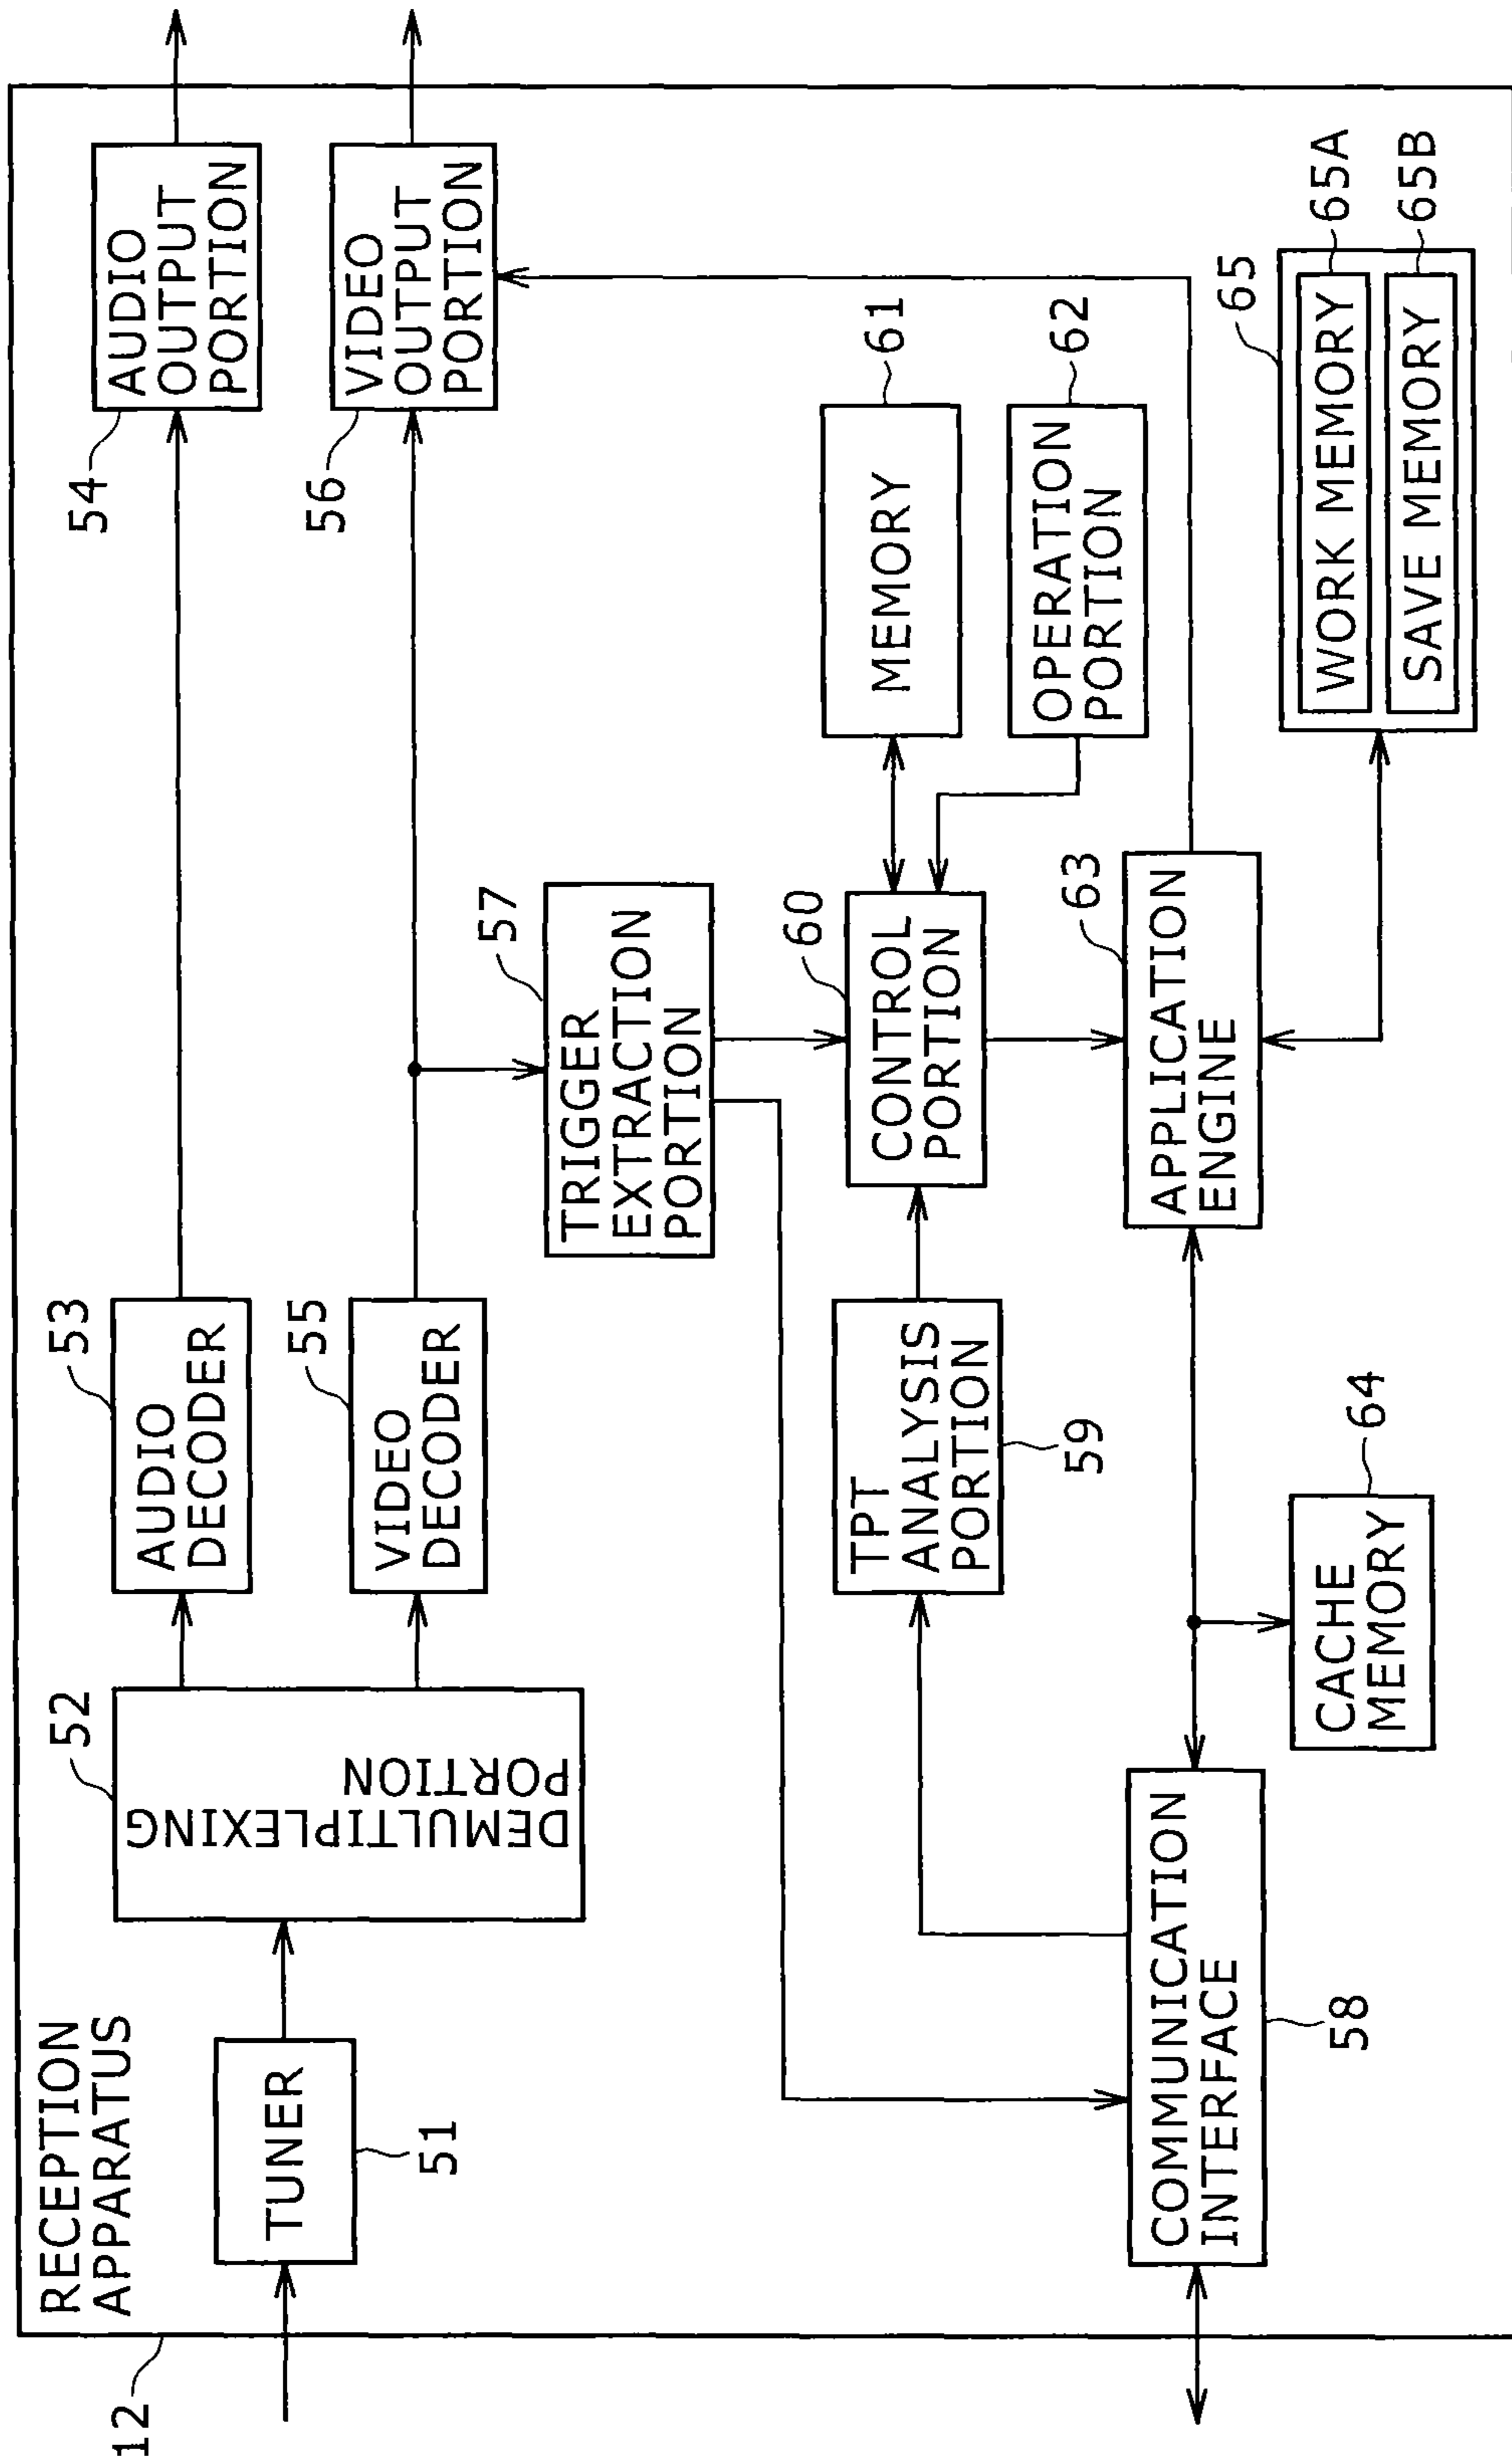 12
RECEPTION
APPARATUS
TUNER
51
52
DEMULTIPLEXING
PORTION
53
AUDIO
DECODER
54
AUDIO
OUTPUT
PORTION
55
VIDEO
DECODER
56
VIDEO
OUTPUT
PORTION
57
TRIGGER
EXTRACTION
PORTION
TPT
ANALYSIS
PORTION
59
60
CONTROL
PORTION
MEMORY
61
OPERATION
PORTION
62
COMMUNICATION
INTERFACE
58
CACHE
MEMORY
64
63
APPLICATION
ENGINE
65
WORK MEMORY
65A
SAVE MEMORY
65B